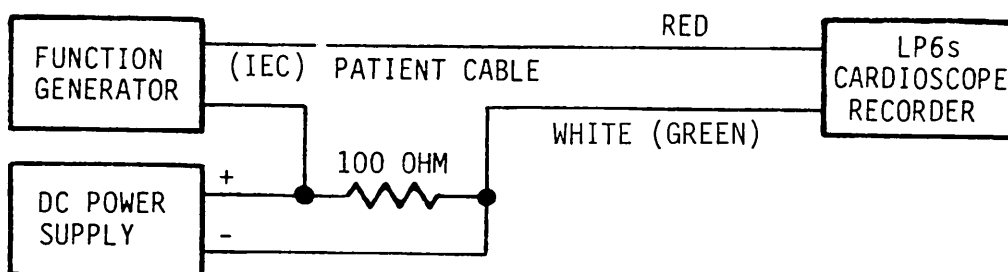 FUNCTION
GENERATOR
(IEC) PATIENT CABLE
RED
LP6s
CARDIOSCOPE
RECORDER
WHITE (GREEN)
100 OHM
+
DC POWER
SUPPLY
-